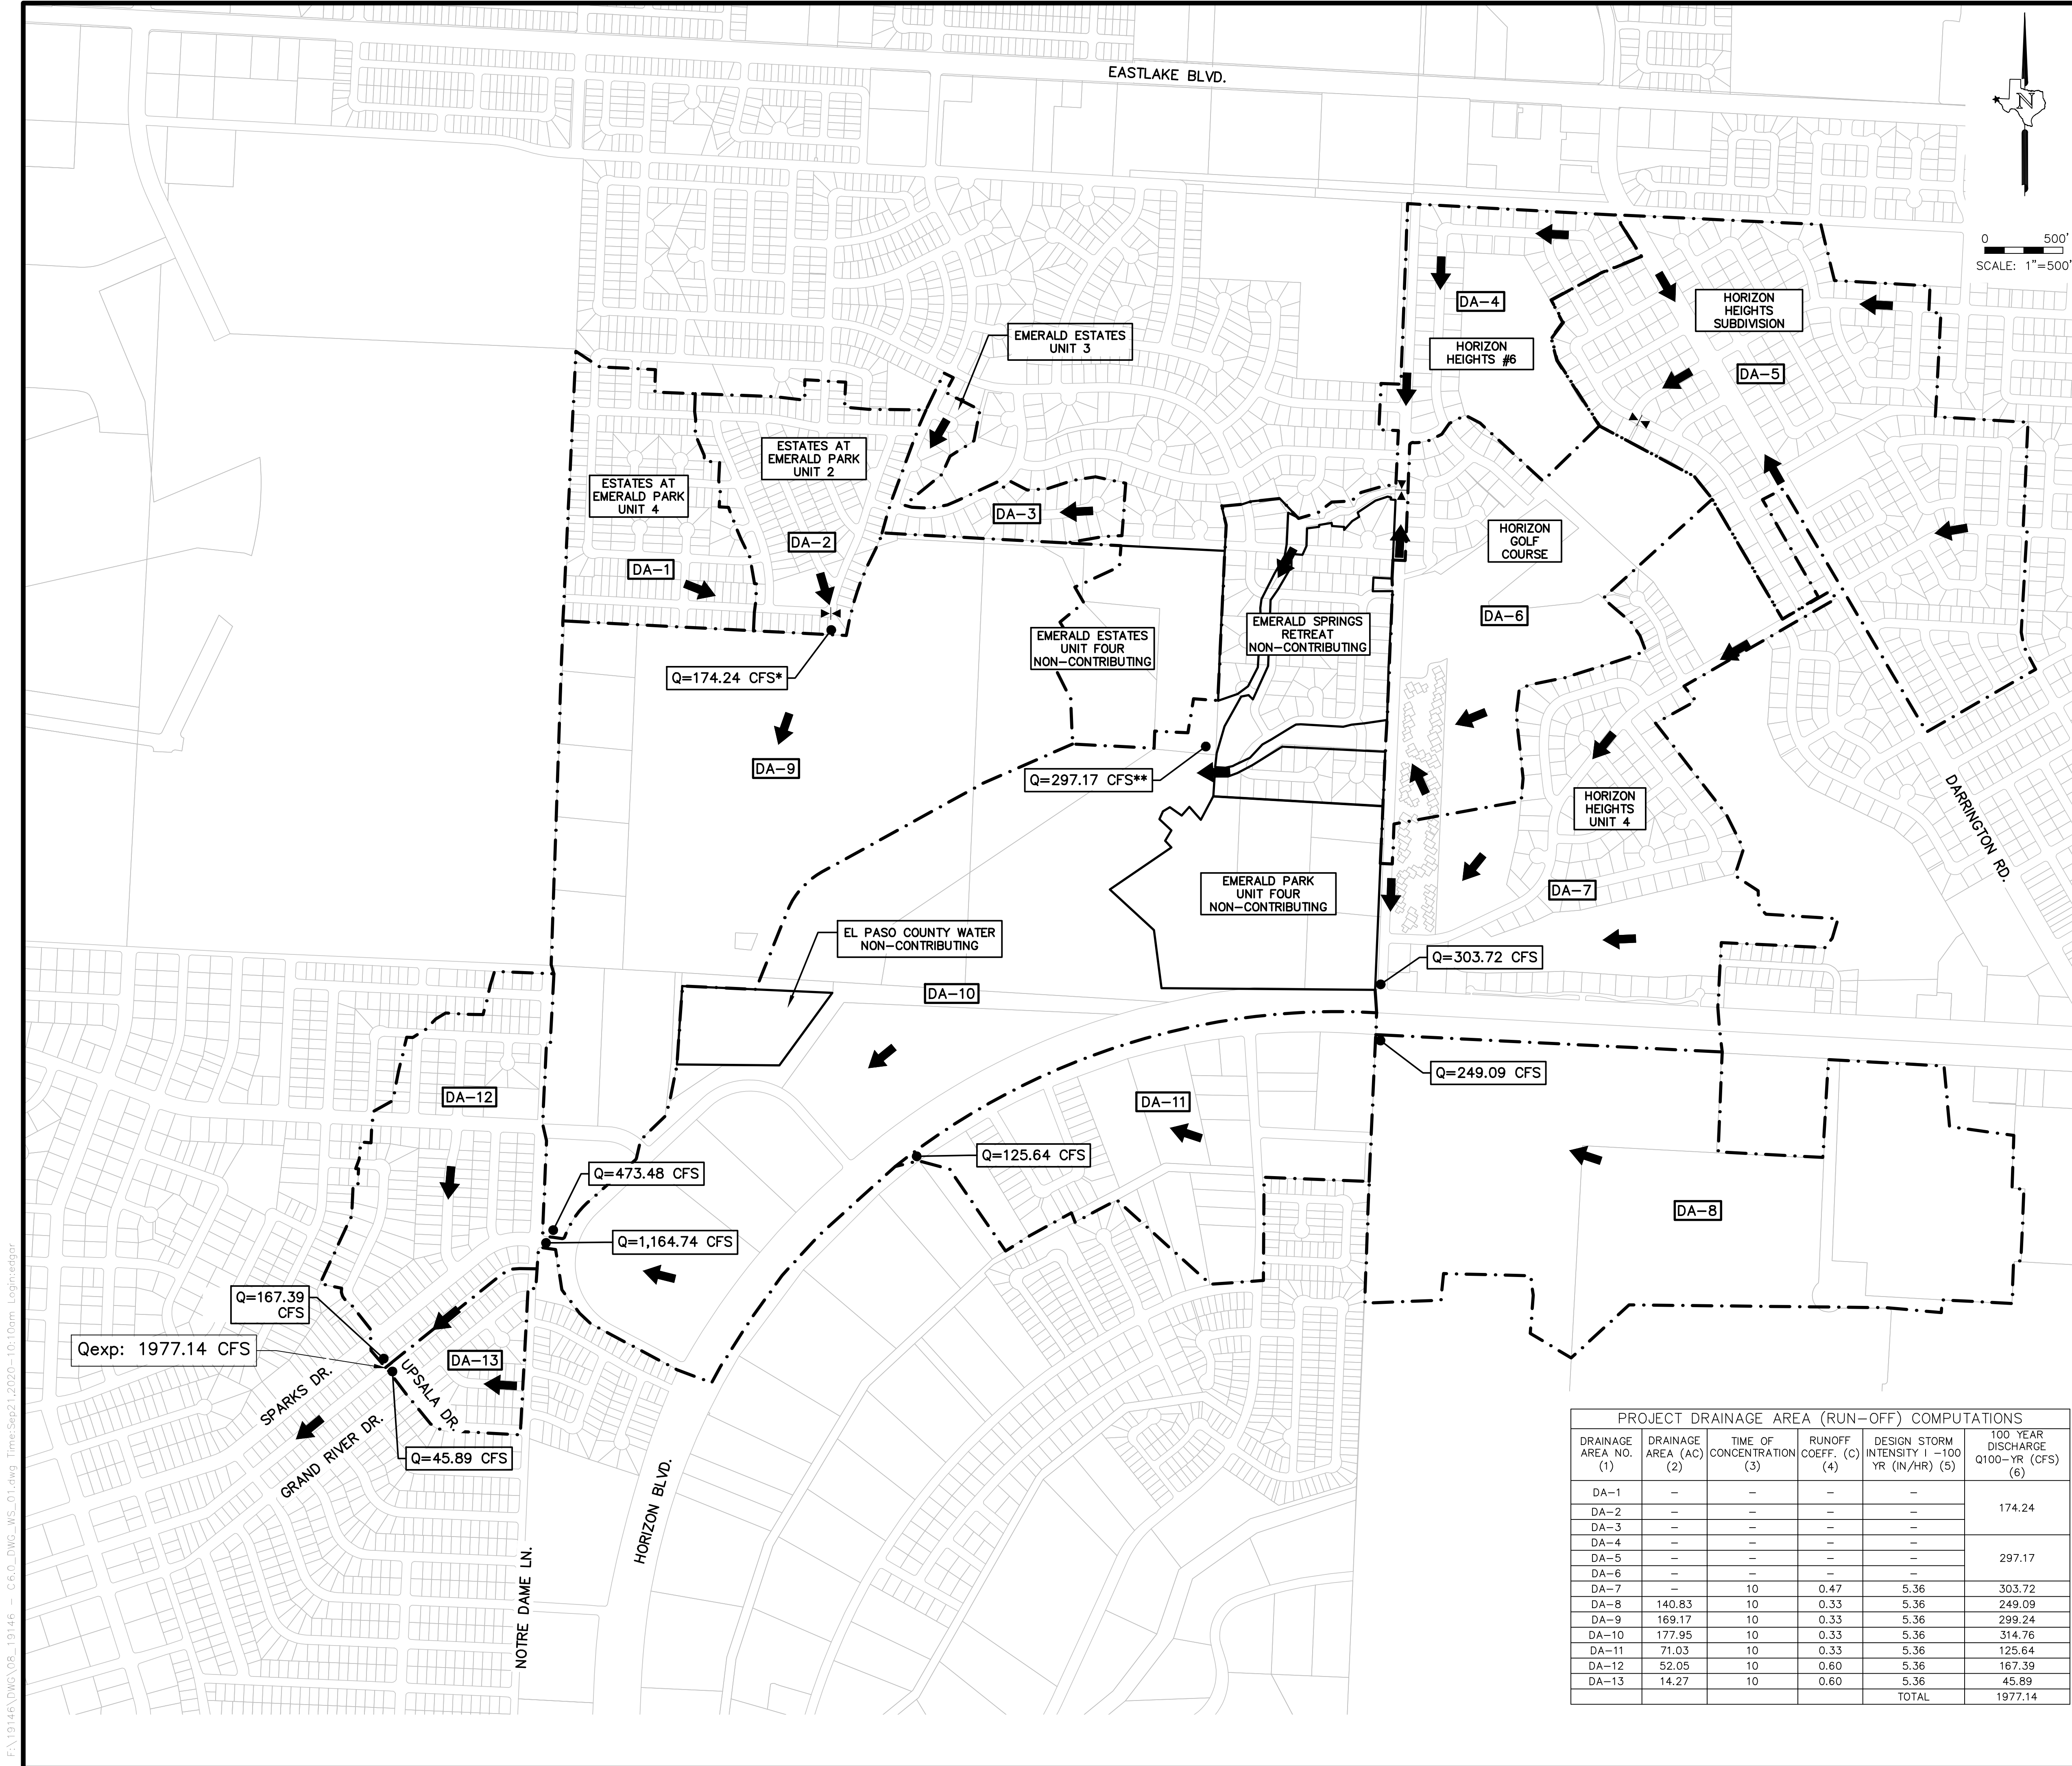 EASTLAKE BLVD.
N
0 500'
SCALE: 1"=500'
DA-4
HORIZON
HEIGHTS
SUBDIVISION
EMERALD ESTATES
UNIT 3
HORIZON
HEIGHTS #6
DA-5
ESTATES AT
EMERALD PARK
UNIT 2
ESTATES AT
EMERALD PARK
UNIT 4
DA-3
DA-2
DA-1
HORIZON
GOLF
COURSE
DA-6
EMERALD ESTATES
UNIT FOUR
NON-CONTRIBUTING
EMERALD SPRINGS
RETREAT
NON-CONTRIBUTING
Q=174.24 CFS*
DA-9
Q=297.17 CFS**
HORIZON
HEIGHTS
UNIT 4
DARRINGTON RD.
EMERALD PARK
UNIT FOUR
NON-CONTRIBUTING
DA-7
EL PASO COUNTY WATER
NON-CONTRIBUTING
Q=303.72 CFS
DA-10
Q=249.09 CFS
DA-12
DA-11
Q=125.64 CFS
Q=473.48 CFS
DA-8
Q=1,164.74 CFS
Q=167.39
CFS
Qexp: 1977.14 CFS
DA-13
SPARKS DR.
UPSALA DR.
GRAND RIVER DR.
Q=45.89 CFS
NOTRE DAME LN.
HORIZON BLVD.
PROJECT DRAINAGE AREA (RUN-OFF) COMPUTATIONS
DRAINAGE AREA NO. (1) DRAINAGE AREA (AC) (2) TIME OF CONCENTRATION (3) RUNOFF COEFF. (C) (4) DESIGN STORM INTENSITY I -100 YR (IN/HR) (5) 100 YEAR DISCHARGE Q100-YR (CFS) (6)
DA-1 - - - -
174.24
DA-2 - - - -
DA-3 - - - -
DA-4 - - - -
DA-5 - - - - 297.17
DA-6 - - - -
DA-7 - 10 0.47 5.36 303.72
DA-8 140.83 10 0.33 5.36 249.09
DA-9 169.17 10 0.33 5.36 299.24
DA-10 177.95 10 0.33 5.36 314.76
DA-11 71.03 10 0.33 5.36 125.64
DA-12 52.05 10 0.60 5.36 167.39
DA-13 14.27 10 0.60 5.36 45.89
TOTAL 1977.14
F:\19146\DWG\08_19146 - C6.0_DWG_WS_01.dwg Time:Sep21,2020-10:10am Login:edgar